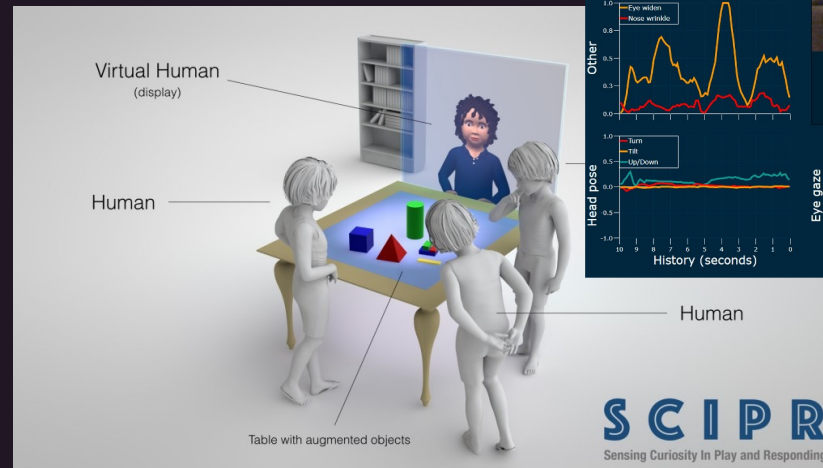 Virtual Human
(display)
Human
Table with augmented objects
Human
Other
1.0
0.8
0.5
0.3
0.0
Eye widen
Nose wrinkle
Head pose
1.0
0.5
0.0
0.5
-1.0
Turn
Tilt
Up/Down
10 9 8 7 6 5 4 3 2 1 0
History (seconds)
Eye gaze
SCIPR
Sensing Curiosity In Play and Responding